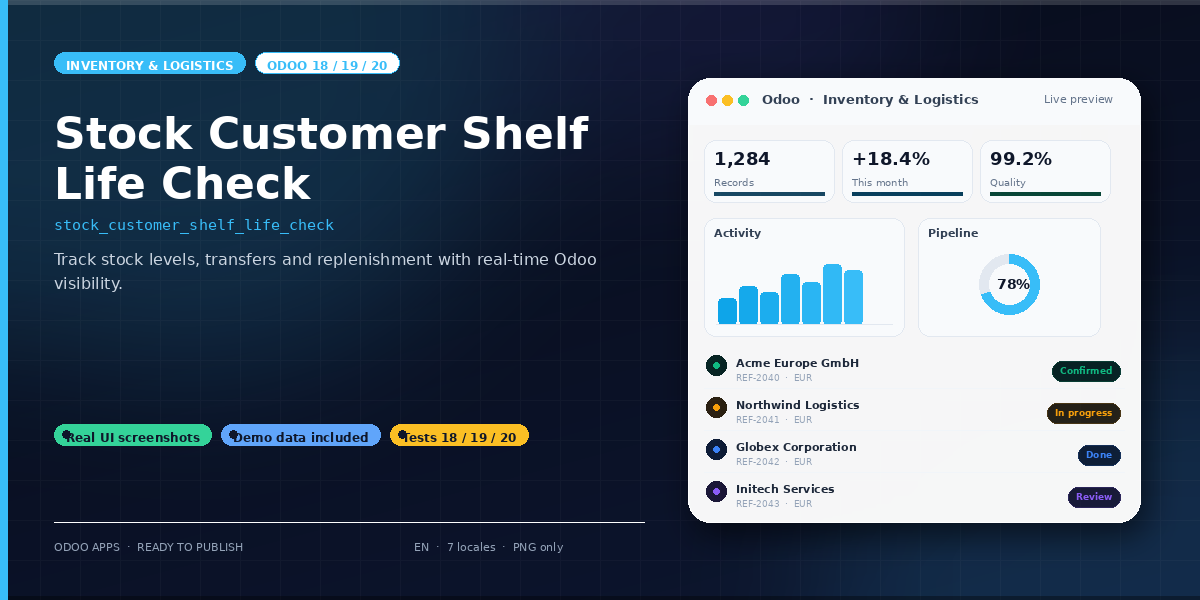 INVENTORY & LOGISTICS
ODOO 18 / 19 / 20
Stock Customer Shelf
Life Check
stock_customer_shelf_life_check
Track stock levels, transfers and replenishment with real-time Odoo
visibility.
Real UI screenshots
Demo data included
Tests 18 / 19 / 20
ODOO APPS · READY TO PUBLISH
EN · 7 locales · PNG only
Odoo · Inventory & Logistics
Live preview
1,284
Records
+18.4%
This month
99.2%
Quality
Activity
Pipeline
78%
Acme Europe GmbH
REF-2040 · EUR
Confirmed
Northwind Logistics
REF-2041 · EUR
In progress
Globex Corporation
REF-2042 · EUR
Done
Initech Services
REF-2043 · EUR
Review